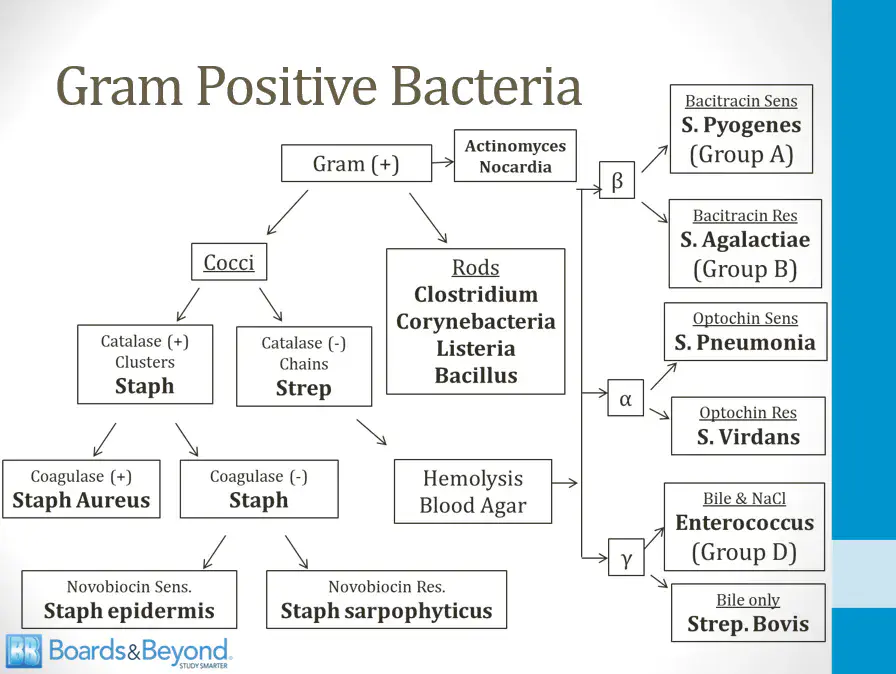 Gram Positive Bacteria
Gram (+)
Actinomyces
Nocardia
Cocci
Rods
Clostridium
Corynebacteria
Listeria
Bacillus
Catalase (+)
Clusters
Staph
Catalase (-)
Chains
Strep
Coagulase (+)
Staph Aureus
Coagulase (-)
Staph
Novobiocin Sens.
Staph epidermis
Novobiocin Res.
Staph sarpophyticus
Hemolysis
Blood Agar
β
Bacitracin Sens
S. Pyogenes
(Group A)
Bacitracin Res
S. Agalactiae
(Group B)
α
Optochin Sens
S. Pneumonia
Optochin Res
S. Virdans
γ
Bile & NaCl
Enterococcus
(Group D)
Bile only
Strep. Bovis
BB Boards&Beyond.
STUDY SMARTER